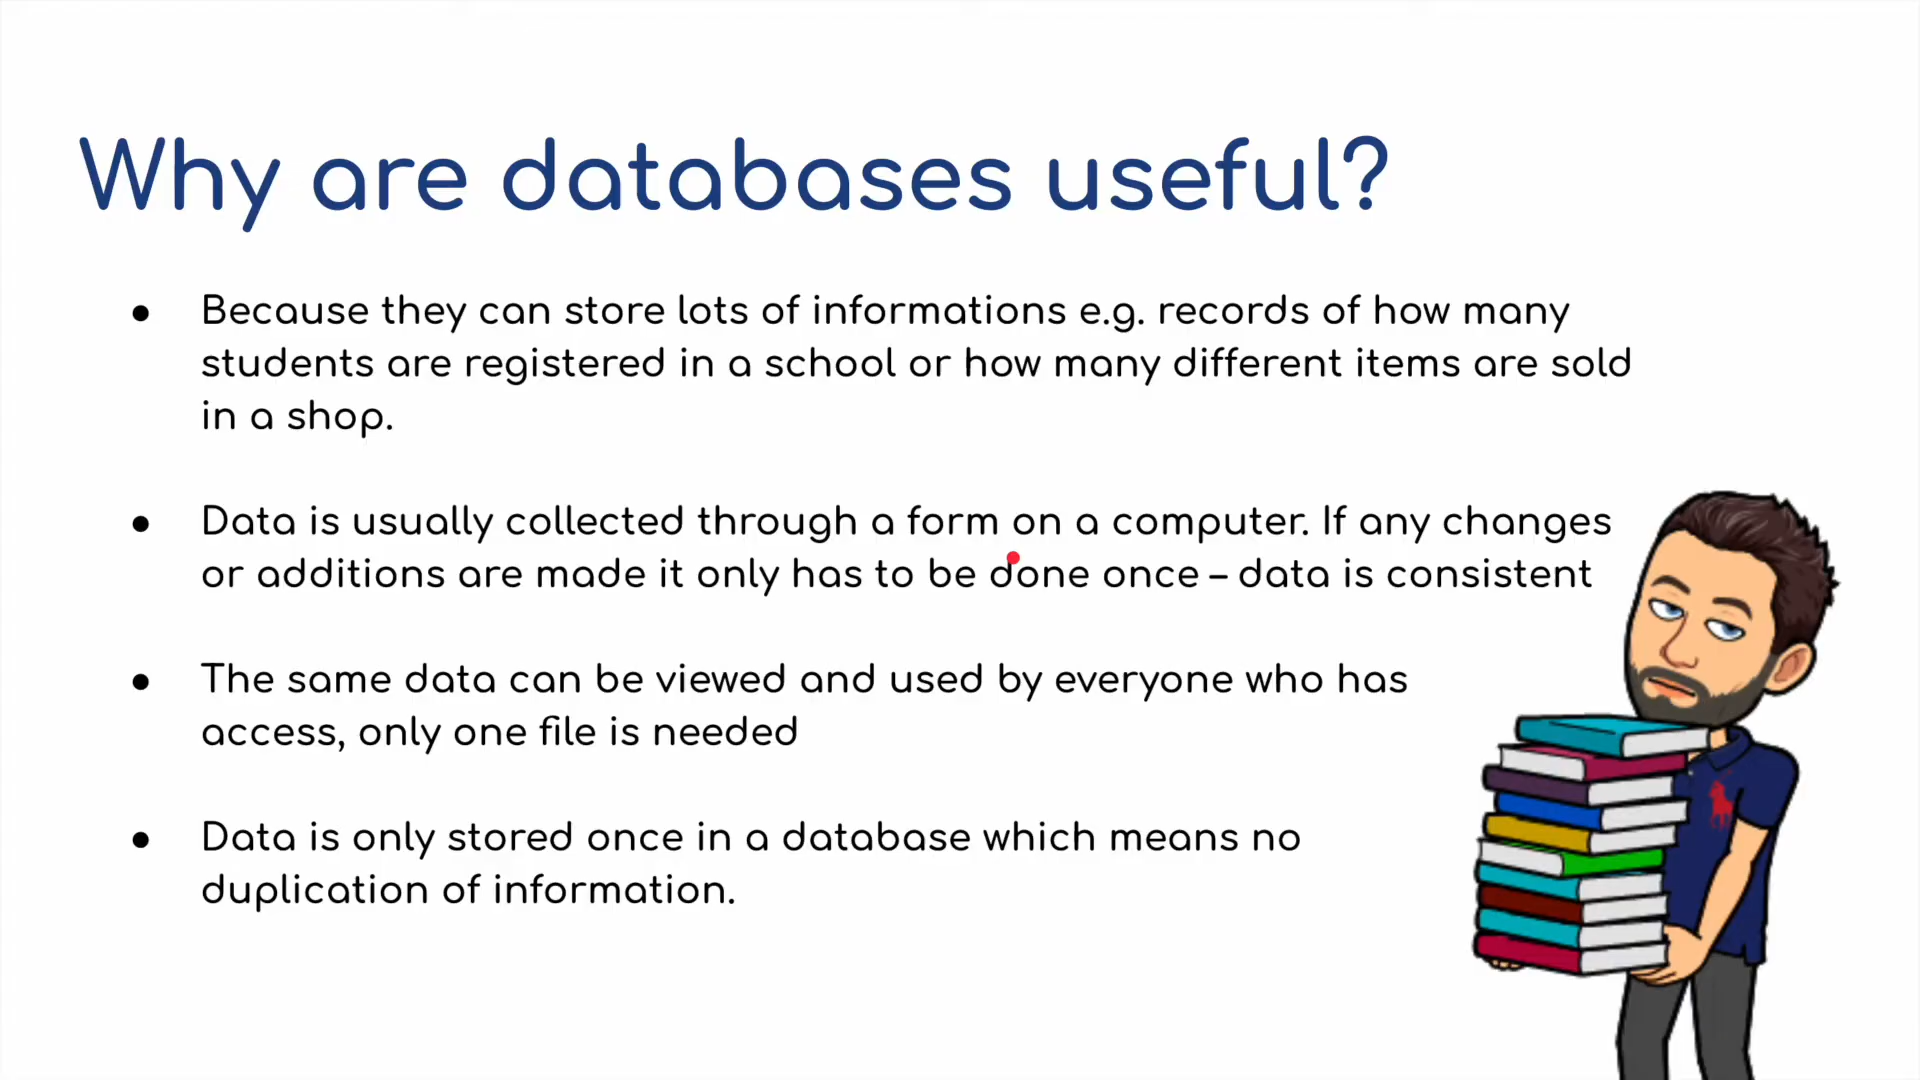 Why are databases useful?
● Because they can store lots of informations e.g. records of how many
students are registered in a school or how many different items are sold
in a shop.
● Data is usually collected through a form on a computer. If any changes
or additions are made it only has to be done once – data is consistent
● The same data can be viewed and used by everyone who has
access, only one file is needed
● Data is only stored once in a database which means no
duplication of information.